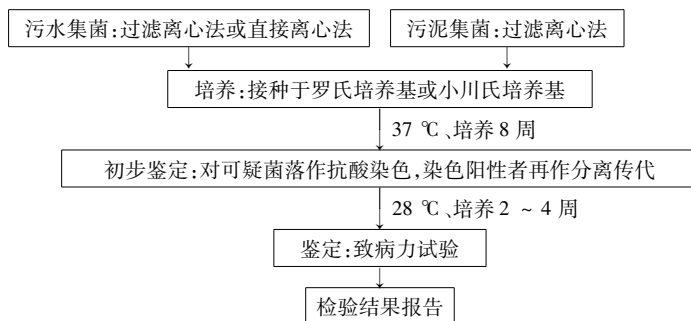 污水集菌:过滤离心法或直接离心法
污泥集菌:过滤离心法
培养:接种于罗氏培养基或小川氏培养基
37 ℃、培养8周
初步鉴定:对可疑菌落作抗酸染色,染色阳性者再作分离传代
28 ℃、培养2 ~ 4周
鉴定:致病力试验
检验结果报告